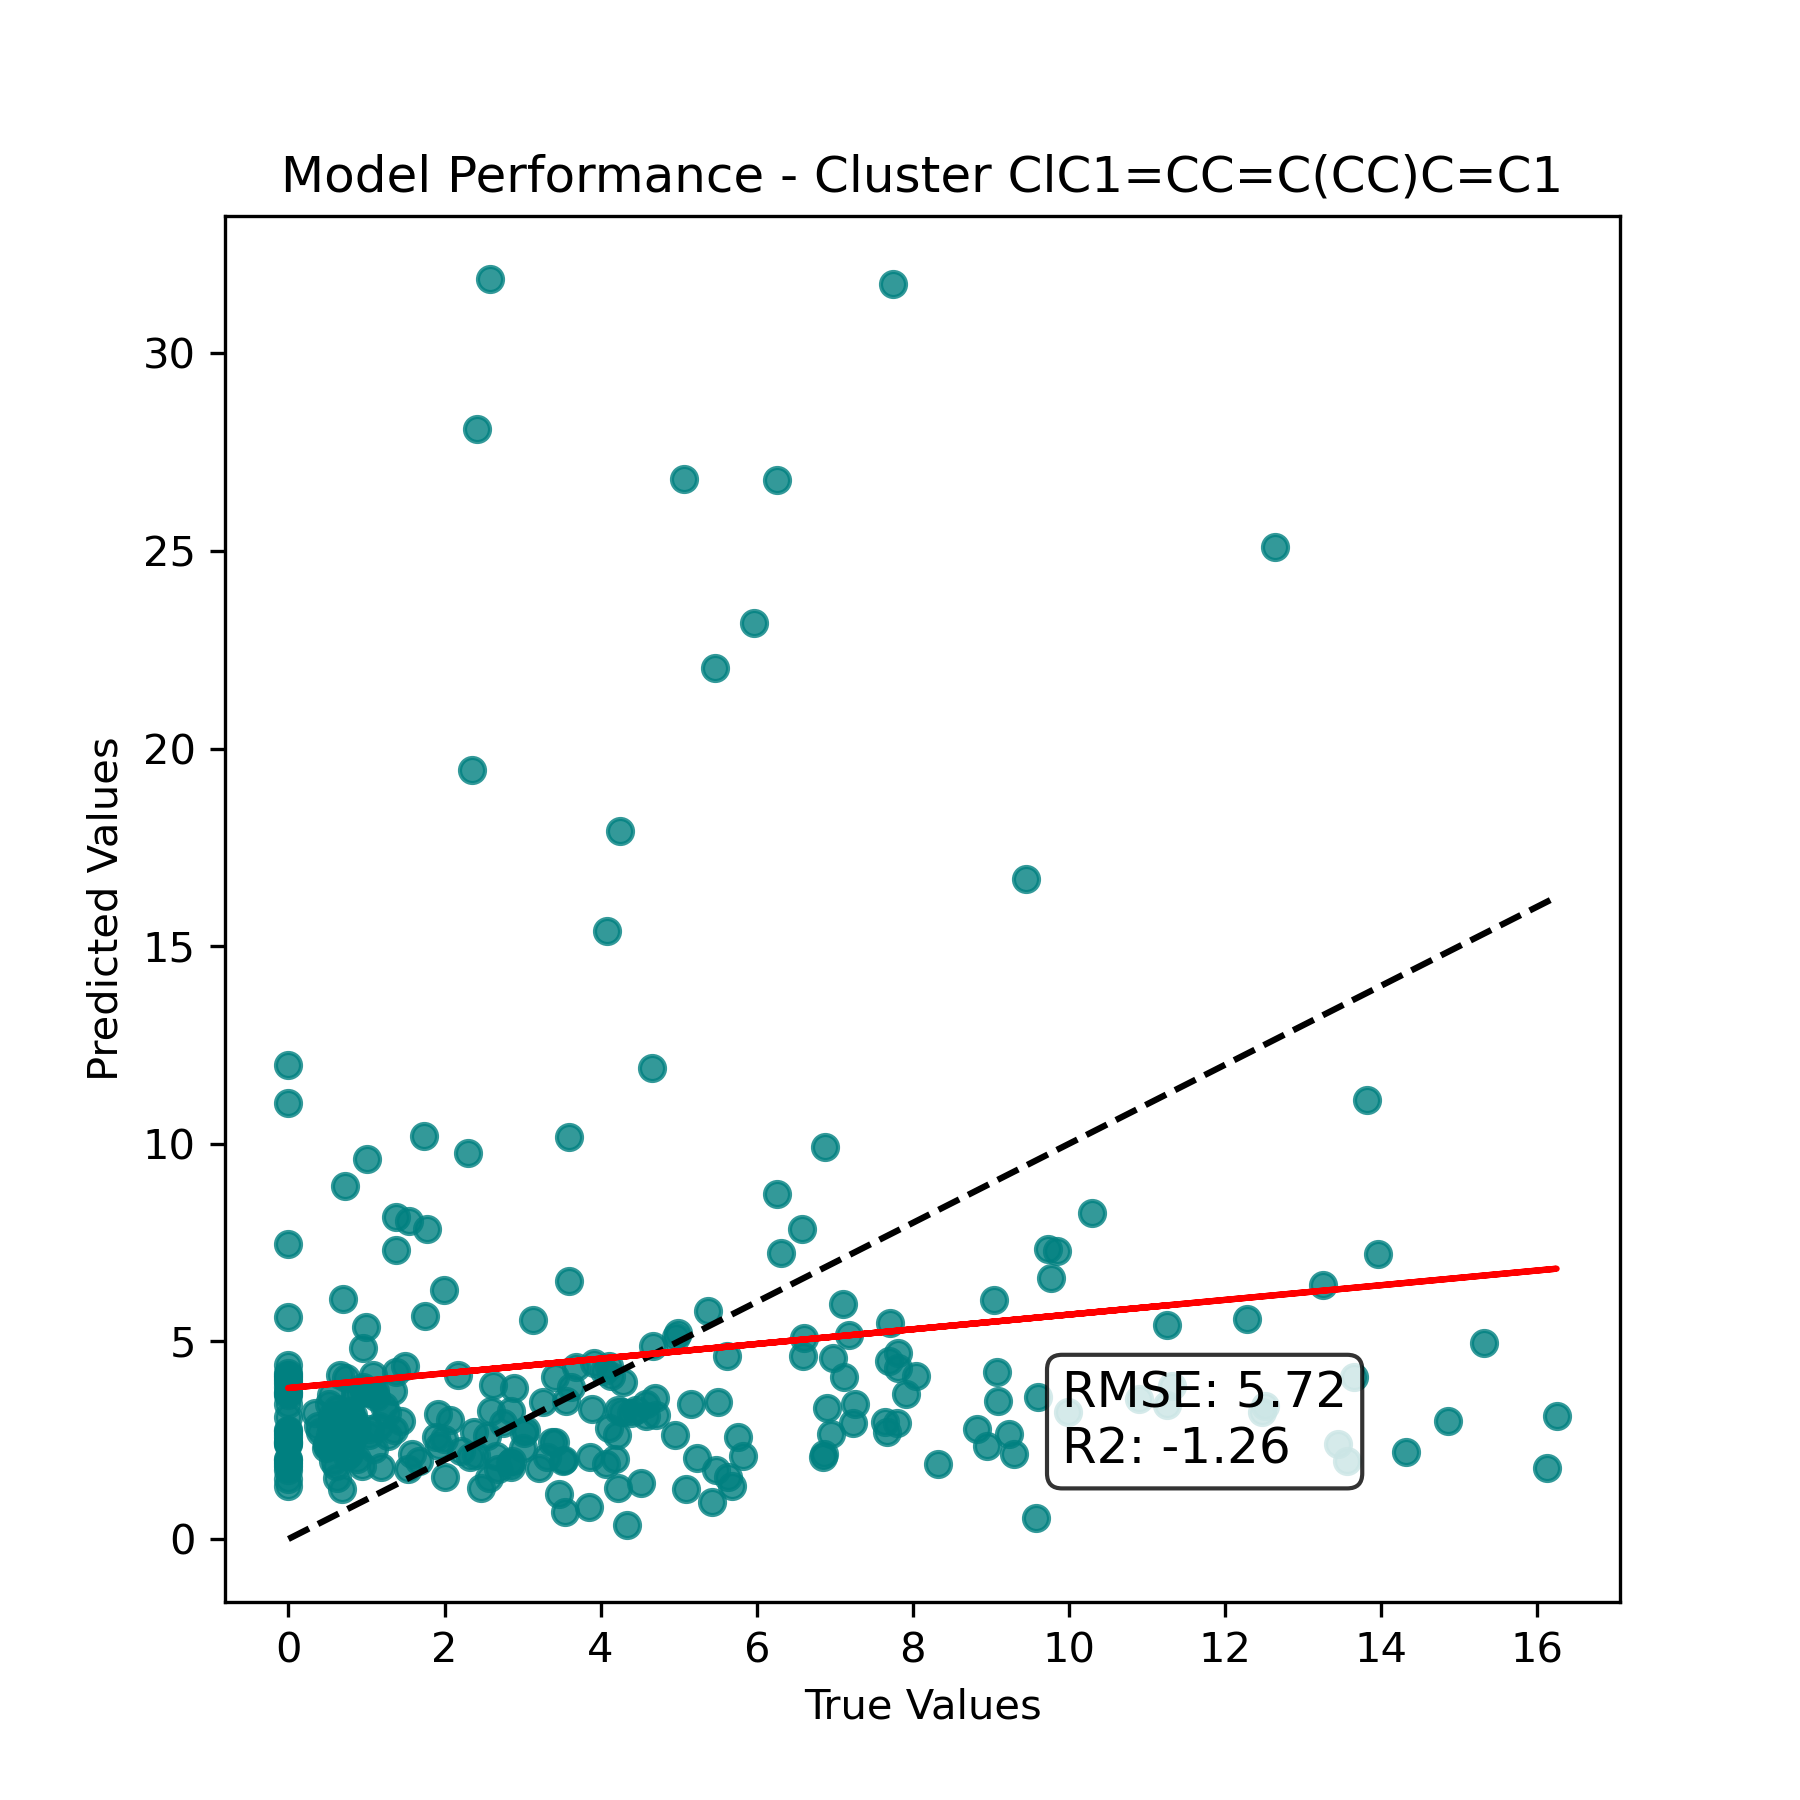 Model Performance - Cluster ClC1=CC=C(CC)C=C1
Predicted Values
30
25
20
15
10
5
0
RMSE: 5.72
R2: -1.26
0 2 4 6 8 10 12 14 16
True Values